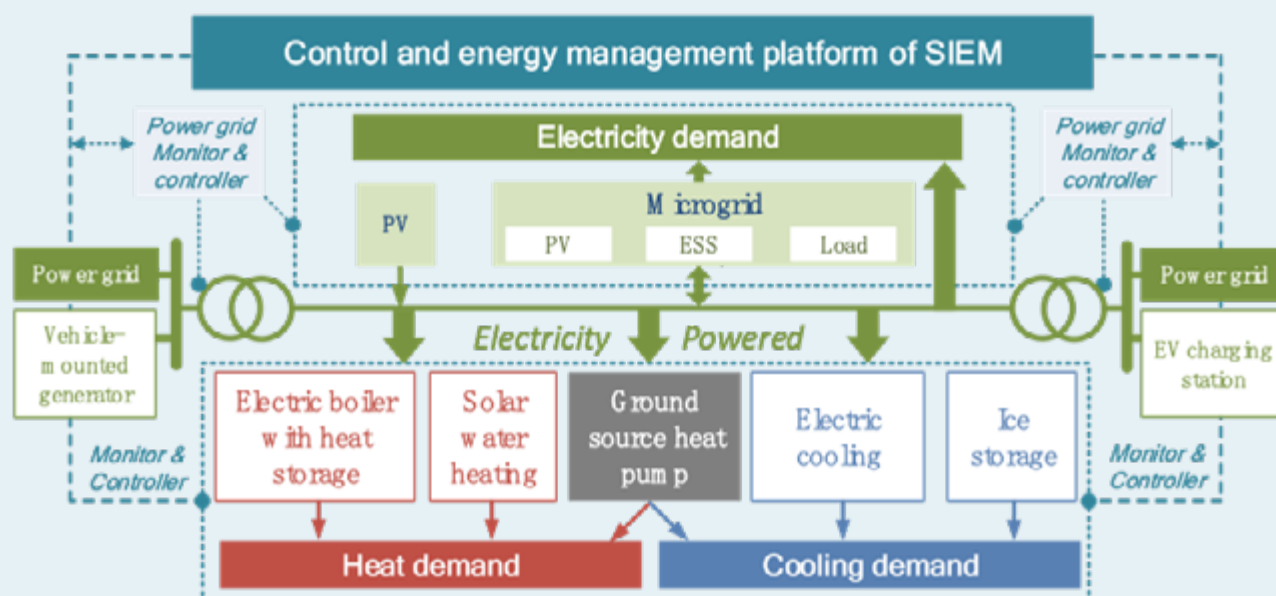 Control and energy management platform of SIEM
Power grid
Monitor &
controller
Electricity demand
Power grid
Monitor &
controller
PV
Microgrid
PV
ESS
Load
Power grid
Vehicle-
mounted
generator
Power grid
EV charging
station
Electricity Powered
Electric boiler
with heat
storage
Solar
water
heating
Ground
source heat
pump
Electric
cooling
Ice
storage
Monitor &
Controller
Monitor &
Controller
Heat demand
Cooling demand